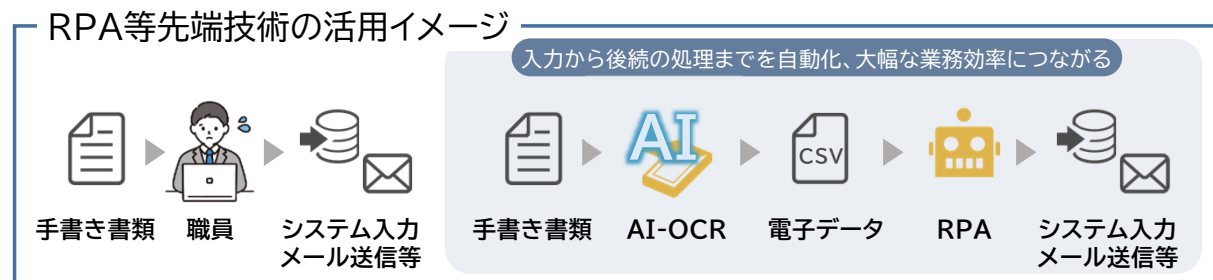 RPA等先端技術の活用イメージ
入力から後続の処理までを自動化、大幅な業務効率につながる
手書き書類
職員
システム入力
メール送信等
手書き書類
AI
AI-OCR
CSV
電子データ
RPA
システム入力
メール送信等